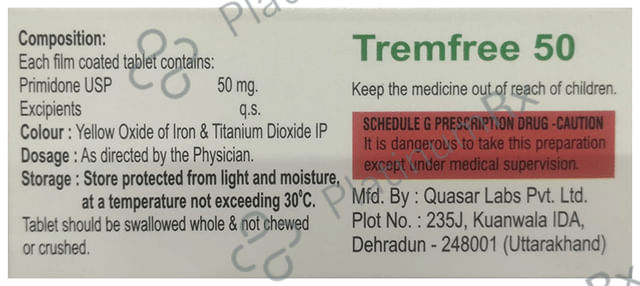 Composition:
Each film coated tablet contains:
Primidone USP 50 mg.
Excipients q.s.
Colour : Yellow Oxide of Iron & Titanium Dioxide IP
Dosage : As directed by the Physician.
Storage : Store protected from light and moisture,
at a temperature not exceeding 30°C.
Tablet should be swallowed whole & not chewed
or crushed.
Tremfree 50
Keep the medicine out of reach of children.
SCHEDULE G PRESCRIPTION DRUG -CAUTION
It is dangerous to take this preparation
except under medical supervision.
Mfd. By : Quasar Labs Pvt. Ltd.
Plot No. : 235J, Kuanwala IDA,
Dehradun - 248001 (Uttarakhand)
PlatinumRx